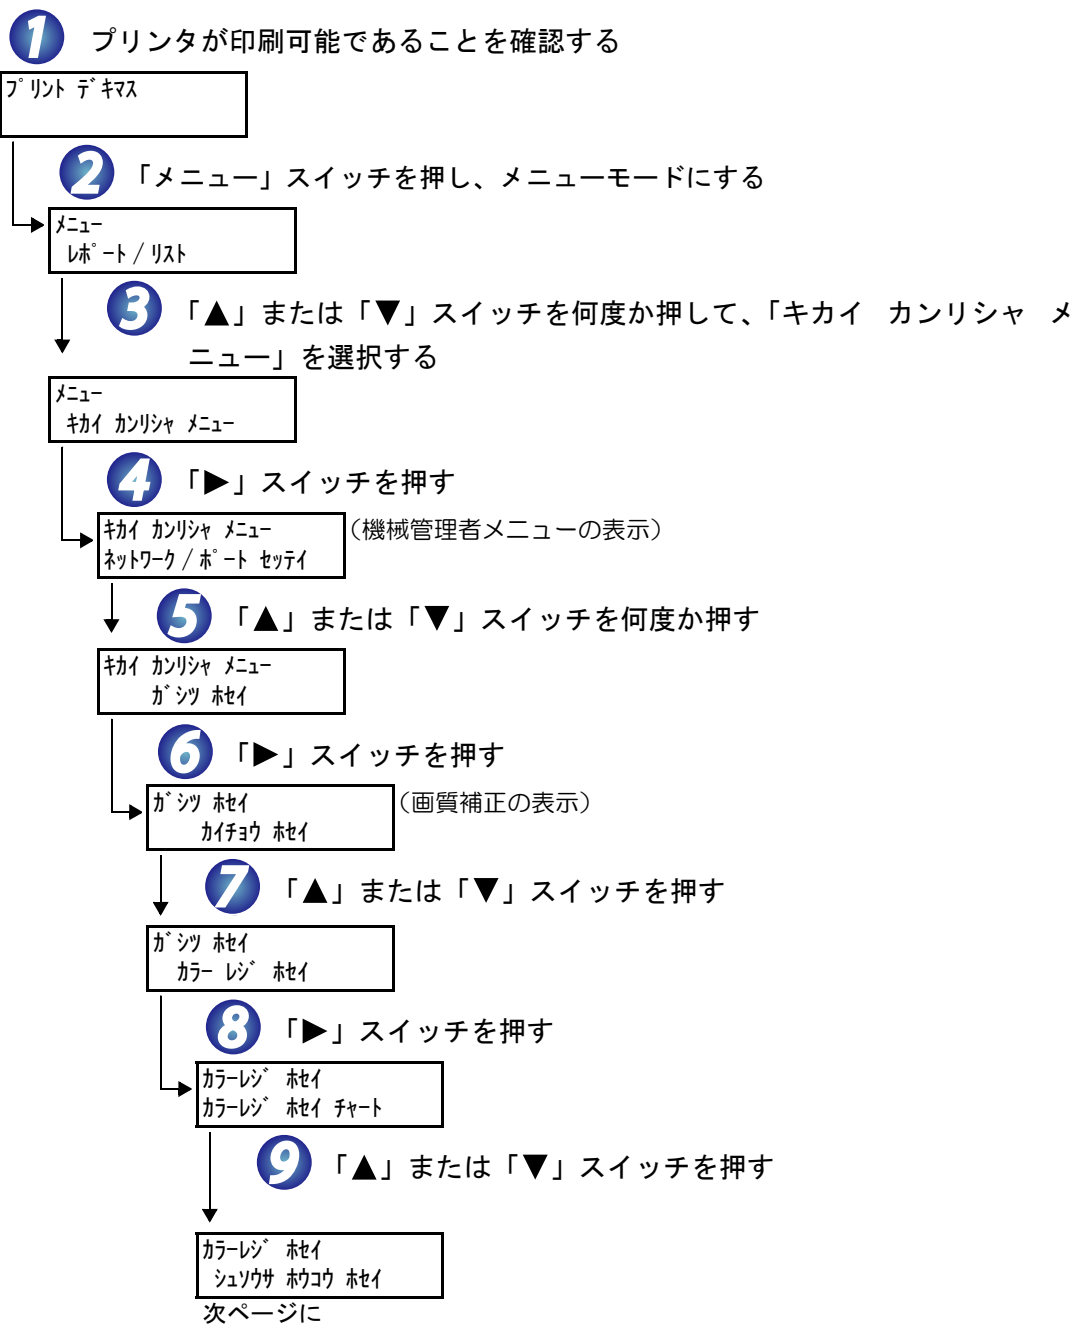 1 プリンタが印刷可能であることを確認する
ﾌﾟﾘﾝﾄ ﾃﾞｷﾏｽ
2 「メニュー」スイッチを押し、メニューモードにする
ﾒﾆｭｰ
ﾚﾎﾟｰﾄ / ﾘｽﾄ
3 「▲」または「▼」スイッチを何度か押して、「キカイ カンリシャ メ
ニュー」を選択する
ﾒﾆｭｰ
ｷｶｲ ｶﾝﾘｼｬ ﾒﾆｭｰ
4 「▶」スイッチを押す
ｷｶｲ ｶﾝﾘｼｬ ﾒﾆｭｰ (機械管理者メニューの表示)
ﾈｯﾄﾜｰｸ / ﾎﾟｰﾄ ｾｯﾃｲ
5 「▲」または「▼」スイッチを何度か押す
ｷｶｲ ｶﾝﾘｼｬ ﾒﾆｭｰ
ｶﾞｼﾂ ﾎｾｲ
6 「▶」スイッチを押す
ｶﾞｼﾂ ﾎｾｲ (画質補正の表示)
ｶｲﾁｮｳ ﾎｾｲ
7 「▲」または「▼」スイッチを押す
ｶﾞｼﾂ ﾎｾｲ
ｶﾗｰ ﾚｼﾞ ﾎｾｲ
8 「▶」スイッチを押す
ｶﾗｰﾚｼﾞ ﾎｾｲ
ｶﾗｰﾚｼﾞ ﾎｾｲ ﾁｬｰﾄ
9 「▲」または「▼」スイッチを押す
ｶﾗｰﾚｼﾞ ﾎｾｲ
ｼｭｿｳｻ ﾎｳｺｳ ﾎｾｲ
次ページに